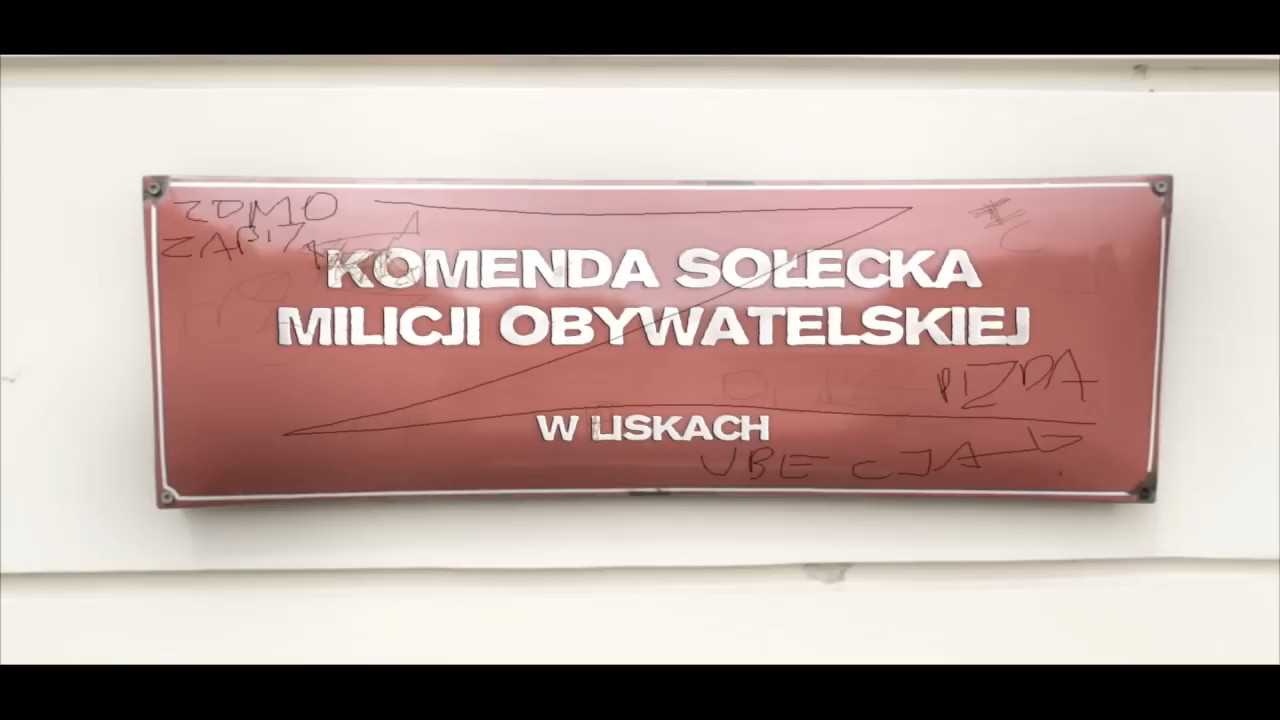 ZOMO
KOMENDA SOŁECKA
MILICJI OBYWATELSKIEJ
PIZDA
W LISKACH
UBECJA